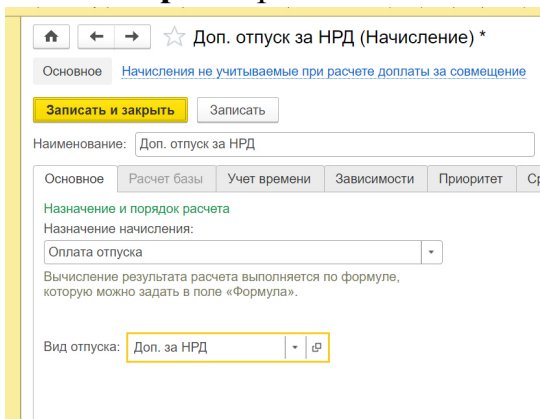 Доп. отпуск за НРД (Начисление) *
Основное Начисления не учитываемые при расчете доплаты за совмещение
Записать и закрыть Записать
Наименование: Доп. отпуск за НРД
Основное Расчет базы Учет времени Зависимости Приоритет
Назначение и порядок расчета
Назначение начисления:
Оплата отпуска
Вычисление результата расчета выполняется по формуле,
которую можно задать в поле «Формула».
Вид отпуска: Доп. за НРД